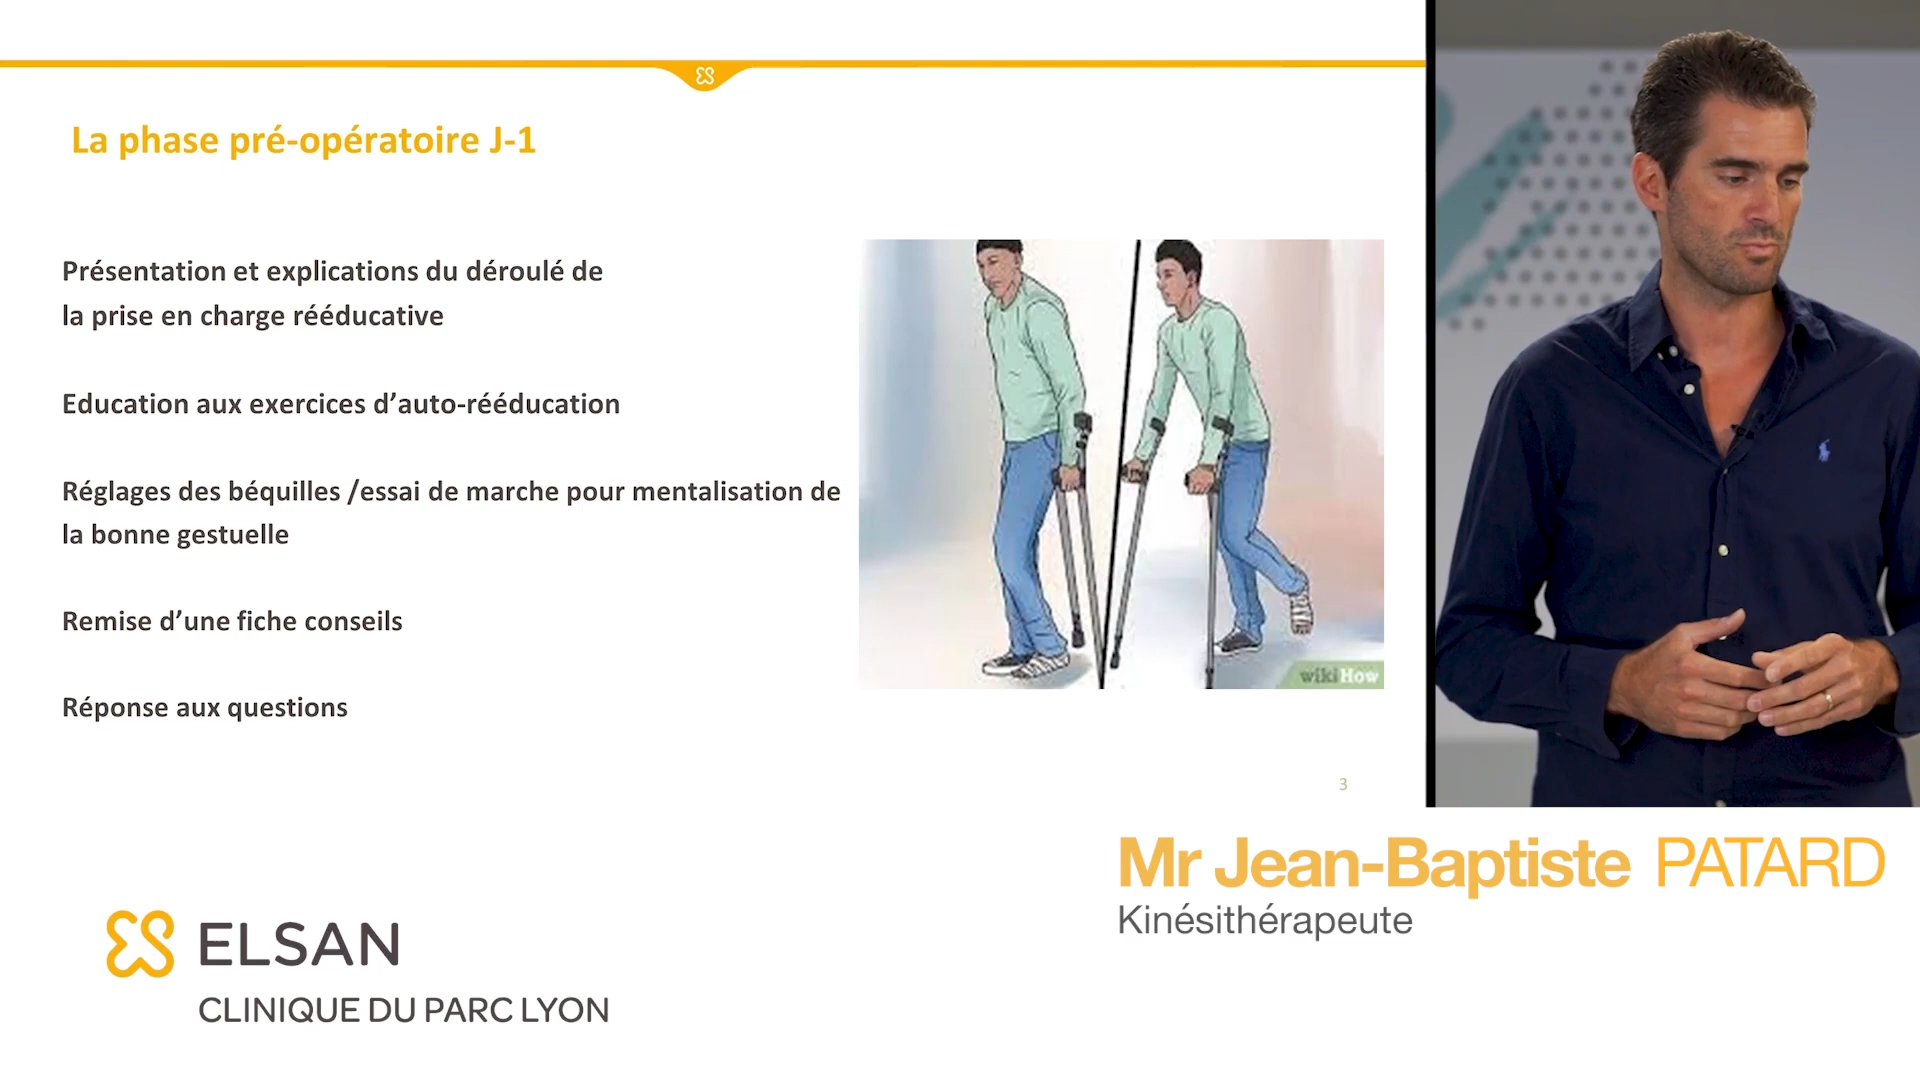 La phase pré-opératoire J-1
Présentation et explications du déroulé de
la prise en charge rééducative
Education aux exercices d’auto-rééducation
Réglages des béquilles /essai de marche pour mentalisation de
la bonne gestuelle
Remise d’une fiche conseils
Réponse aux questions
wikiHow
3
Mr Jean-Baptiste PATARD
Kinésithérapeute
ELSAN
CLINIQUE DU PARC LYON